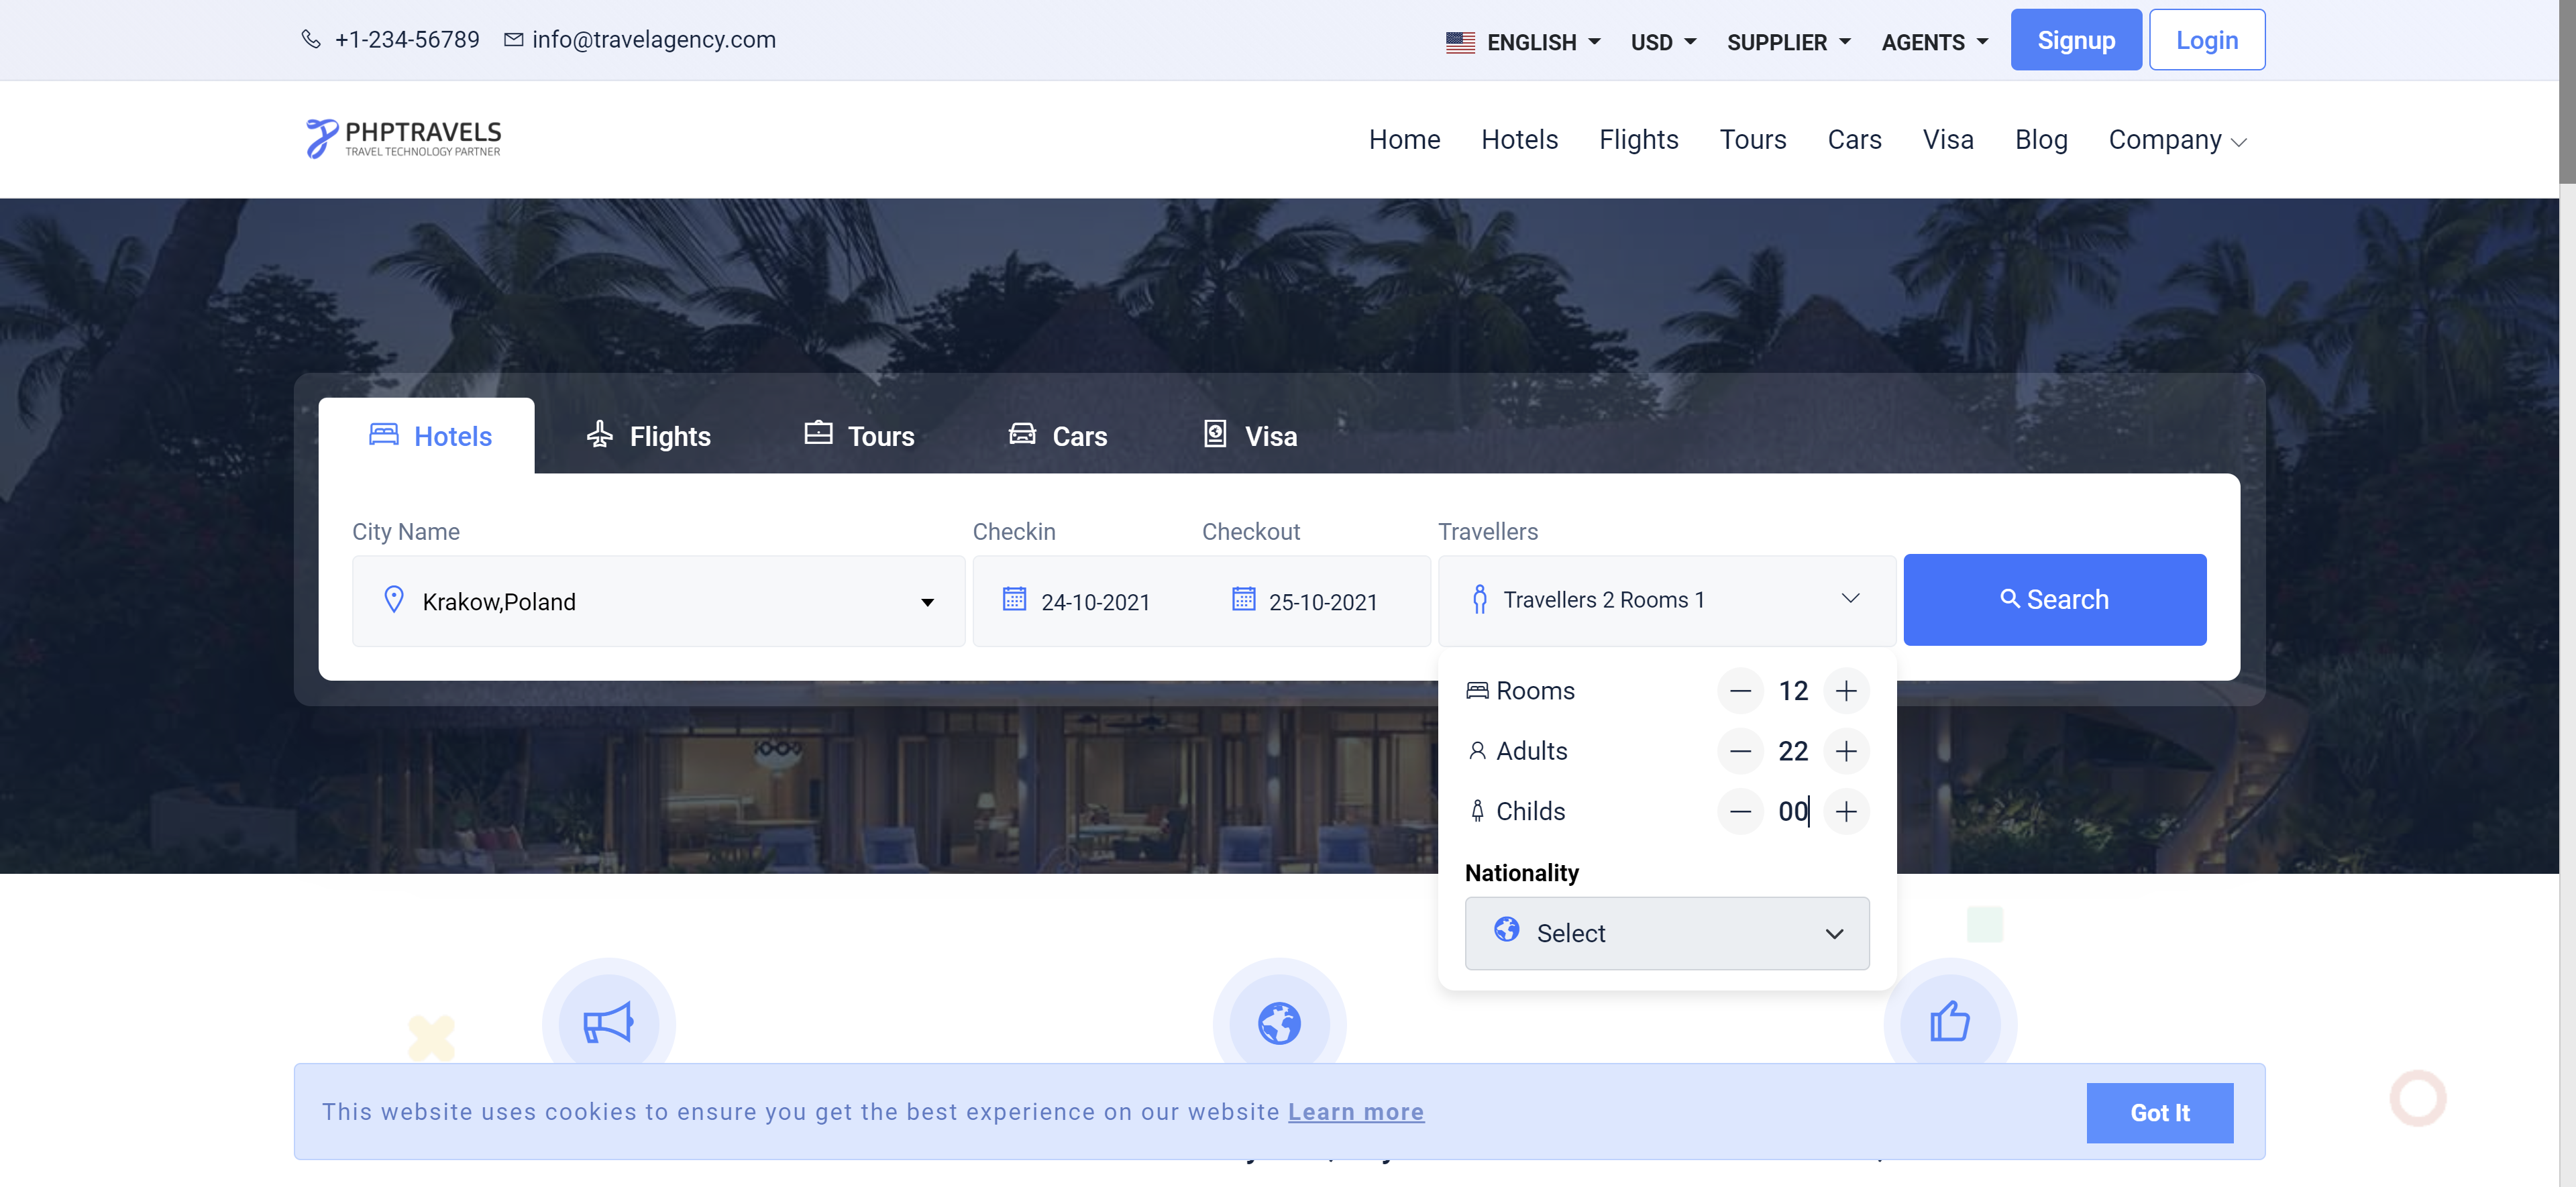 +1-234-56789 info@travelagency.com ENGLISH USD SUPPLIER AGENTS Signup Login
PHPTRAVELS
TRAVEL TECHNOLOGY PARTNER
Home Hotels Flights Tours Cars Visa Blog Company
Hotels Flights Tours Cars Visa
City Name Checkin Checkout Travellers
Krakow,Poland 24-10-2021 25-10-2021 Travellers 2 Rooms 1 Search
Rooms 12
Adults 22
Childs 00
Nationality
Select
This website uses cookies to ensure you get the best experience on our website Learn more Got It